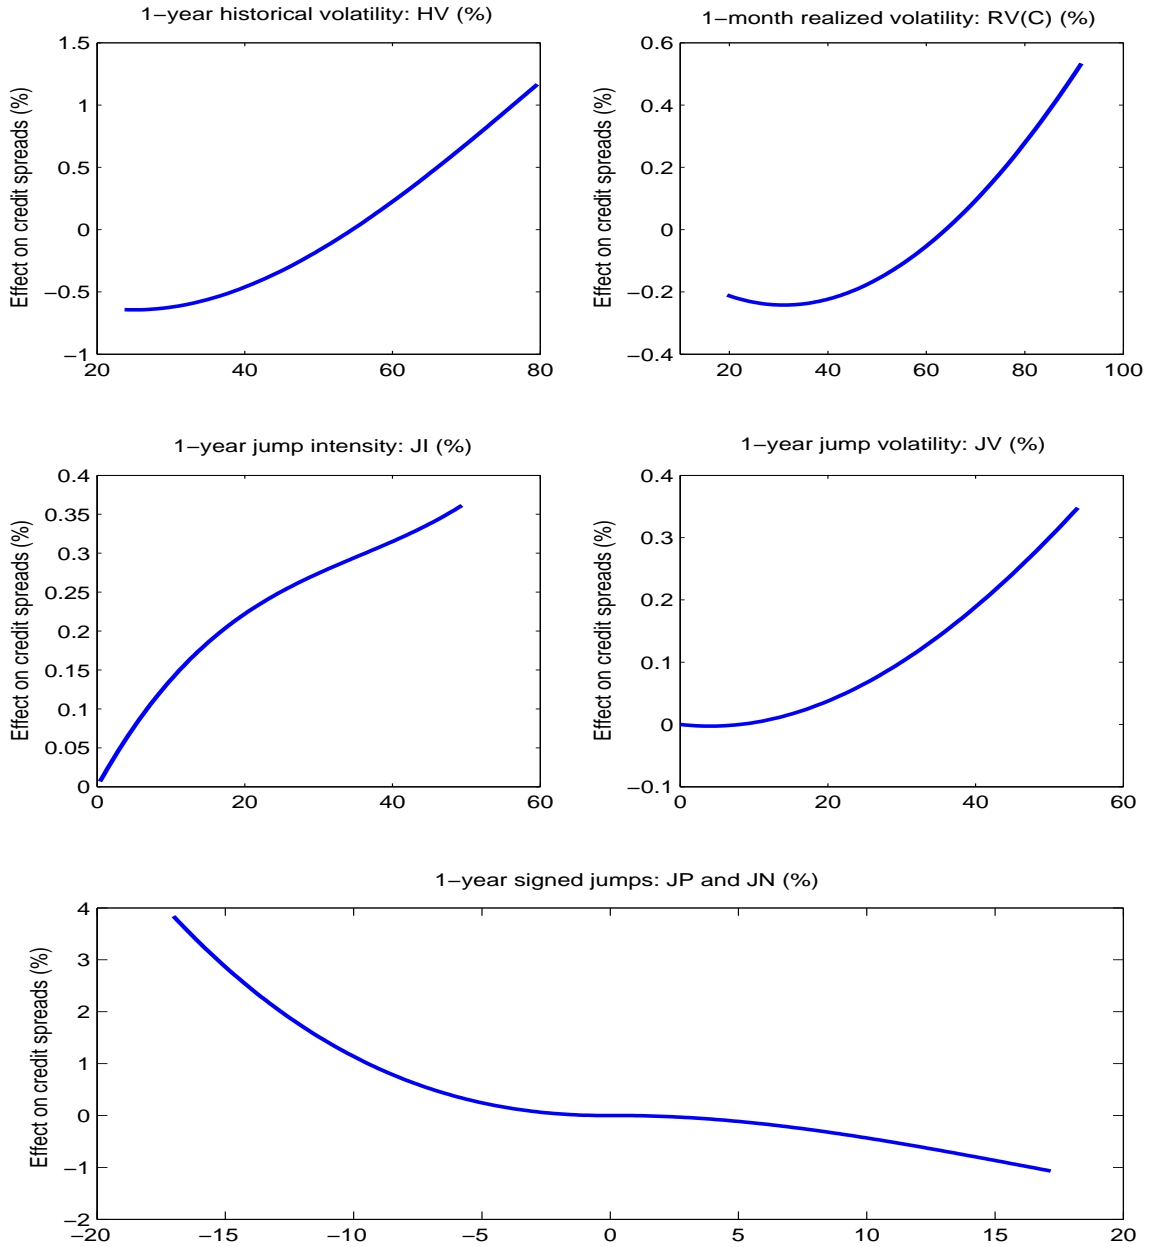 1−year historical volatility: HV (%)
1.5
1
0.5
0
−0.5
−1
20 40 60 80
Effect on credit spreads (%)
1−month realized volatility: RV(C) (%)
0.6
0.4
0.2
0
−0.2
−0.4
20 40 60 80 100
Effect on credit spreads (%)
1−year jump intensity: JI (%)
0.4
0.35
0.3
0.25
0.2
0.15
0.1
0.05
0
0 20 40 60
Effect on credit spreads (%)
1−year jump volatility: JV (%)
0.4
0.3
0.2
0.1
0
−0.1
0 20 40 60
Effect on credit spreads (%)
1−year signed jumps: JP and JN (%)
4
3
2
1
0
−1
−2
−20 −15 −10 −5 0 5 10 15 20
Effect on credit spreads (%)